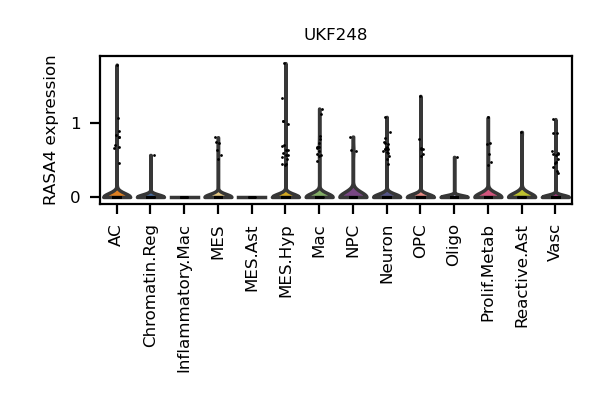 UKF248
RASA4 expression
1
0
AC
Chromatin.Reg
Inflammatory.Mac
MES
MES.Ast
MES.Hyp
Mac
NPC
Neuron
OPC
Oligo
Prolif.Metab
Reactive.Ast
Vasc